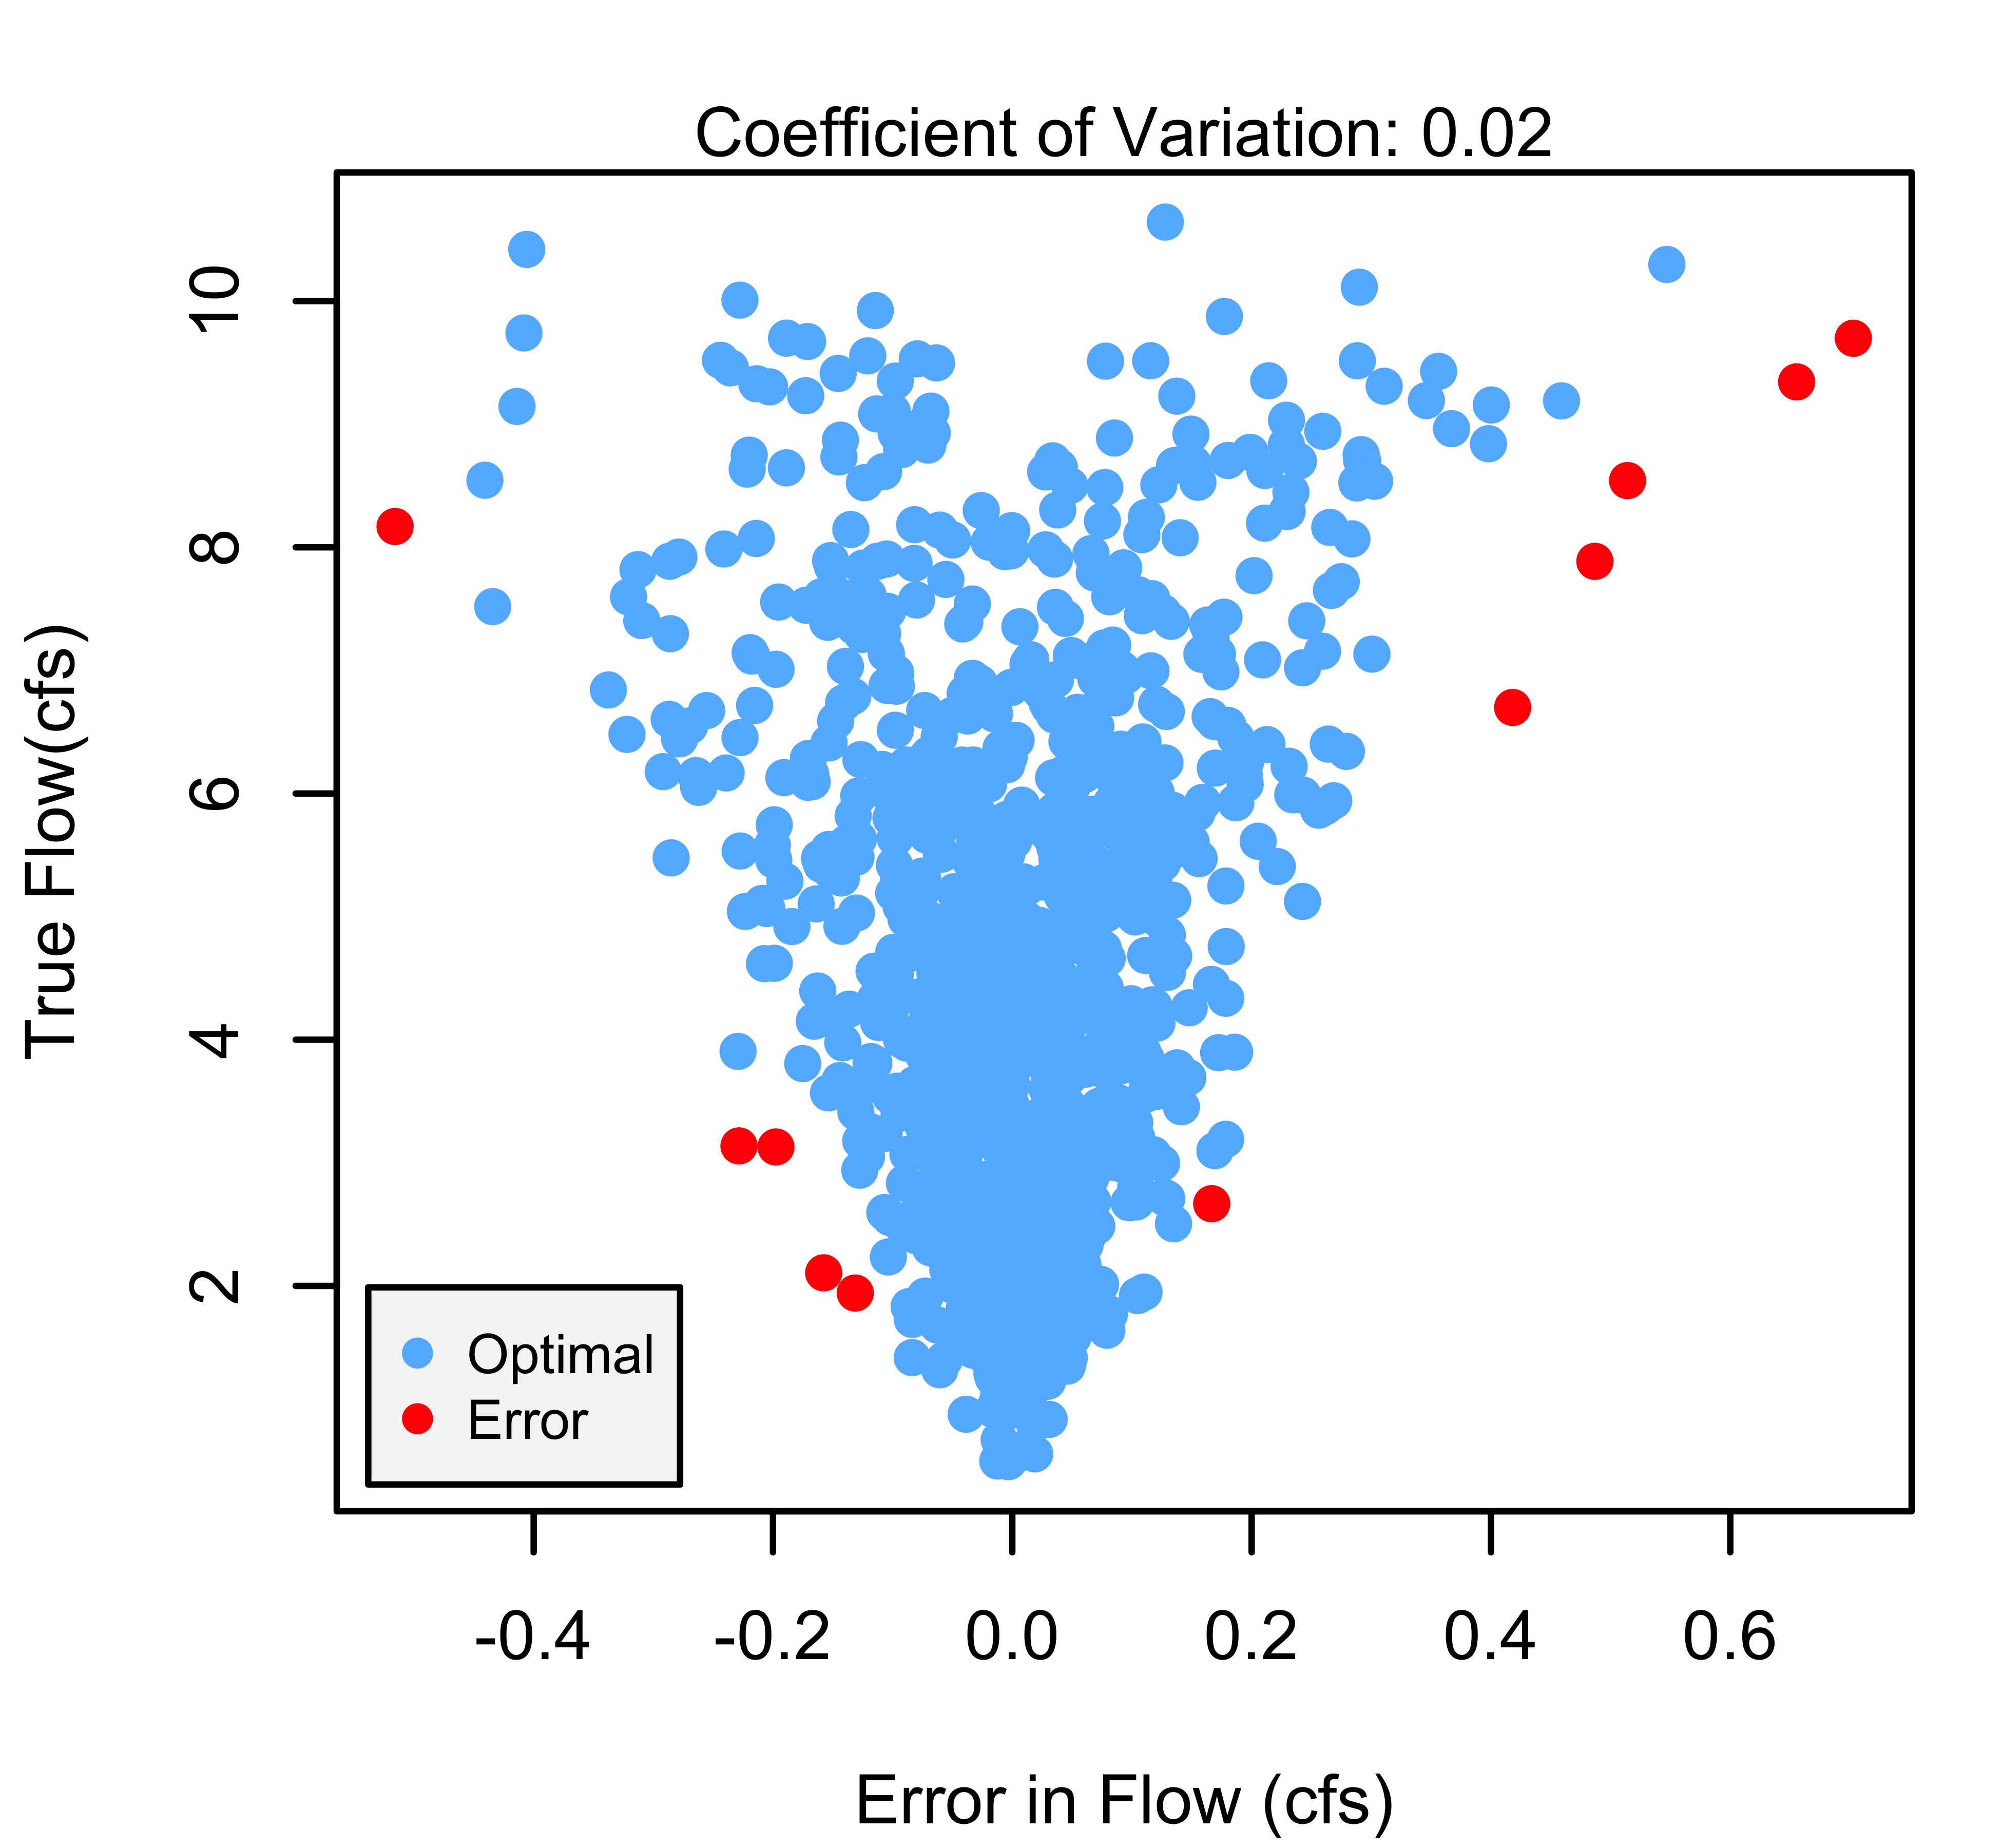 Coefficient of Variation: 0.02
True Flow(cfs)
10
8
6
4
2
Optimal
Error
-0.4 -0.2 0.0 0.2 0.4 0.6
Error in Flow (cfs)